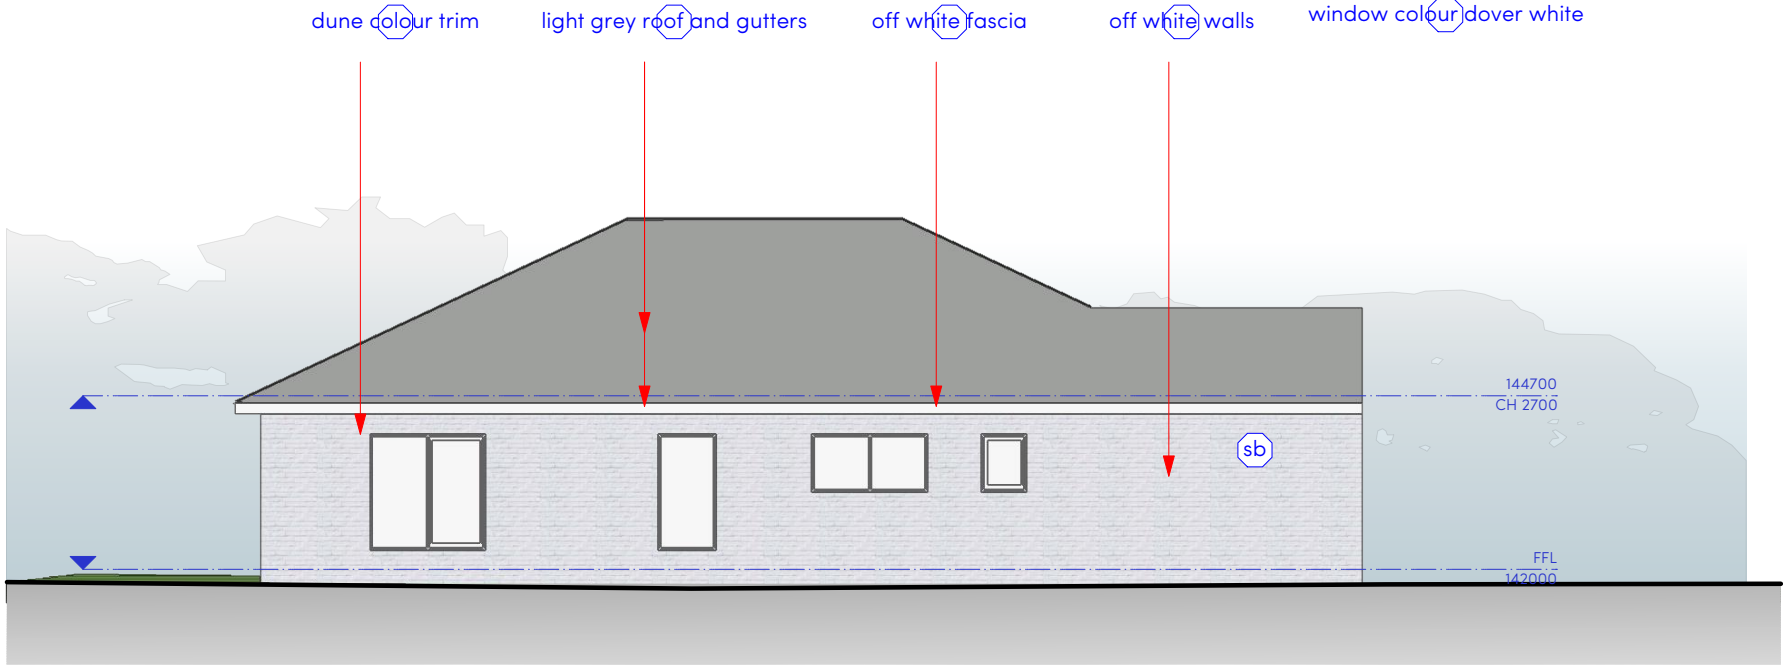 dune colour trim
light grey roof and gutters
off white fascia
off white walls
window colour dover white
144700
CH 2700
sb
FFL
142000